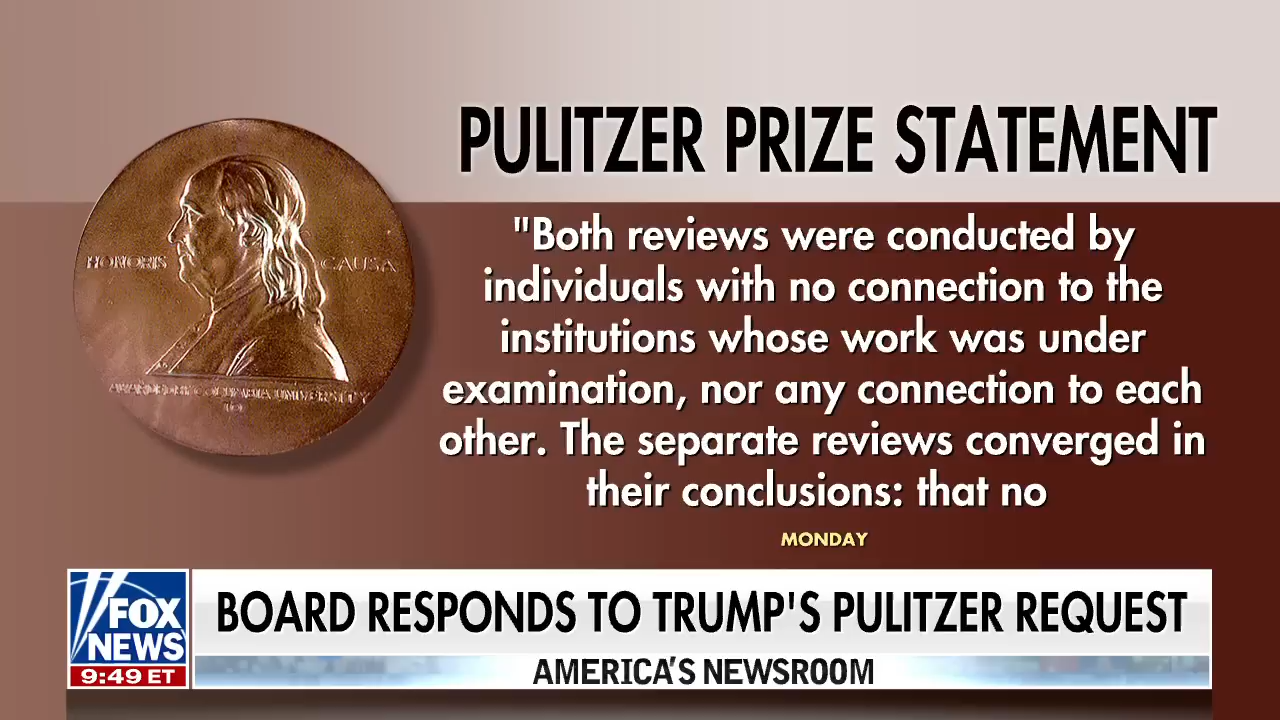 PULITZER PRIZE STATEMENT
HONORIS CAUSA
"Both reviews were conducted by
individuals with no connection to the
institutions whose work was under
examination, nor any connection to each
other. The separate reviews converged in
their conclusions: that no
MONDAY
FOX
NEWS
9:49 ET
BOARD RESPONDS TO TRUMP'S PULITZER REQUEST
AMERICA'S NEWSROOM